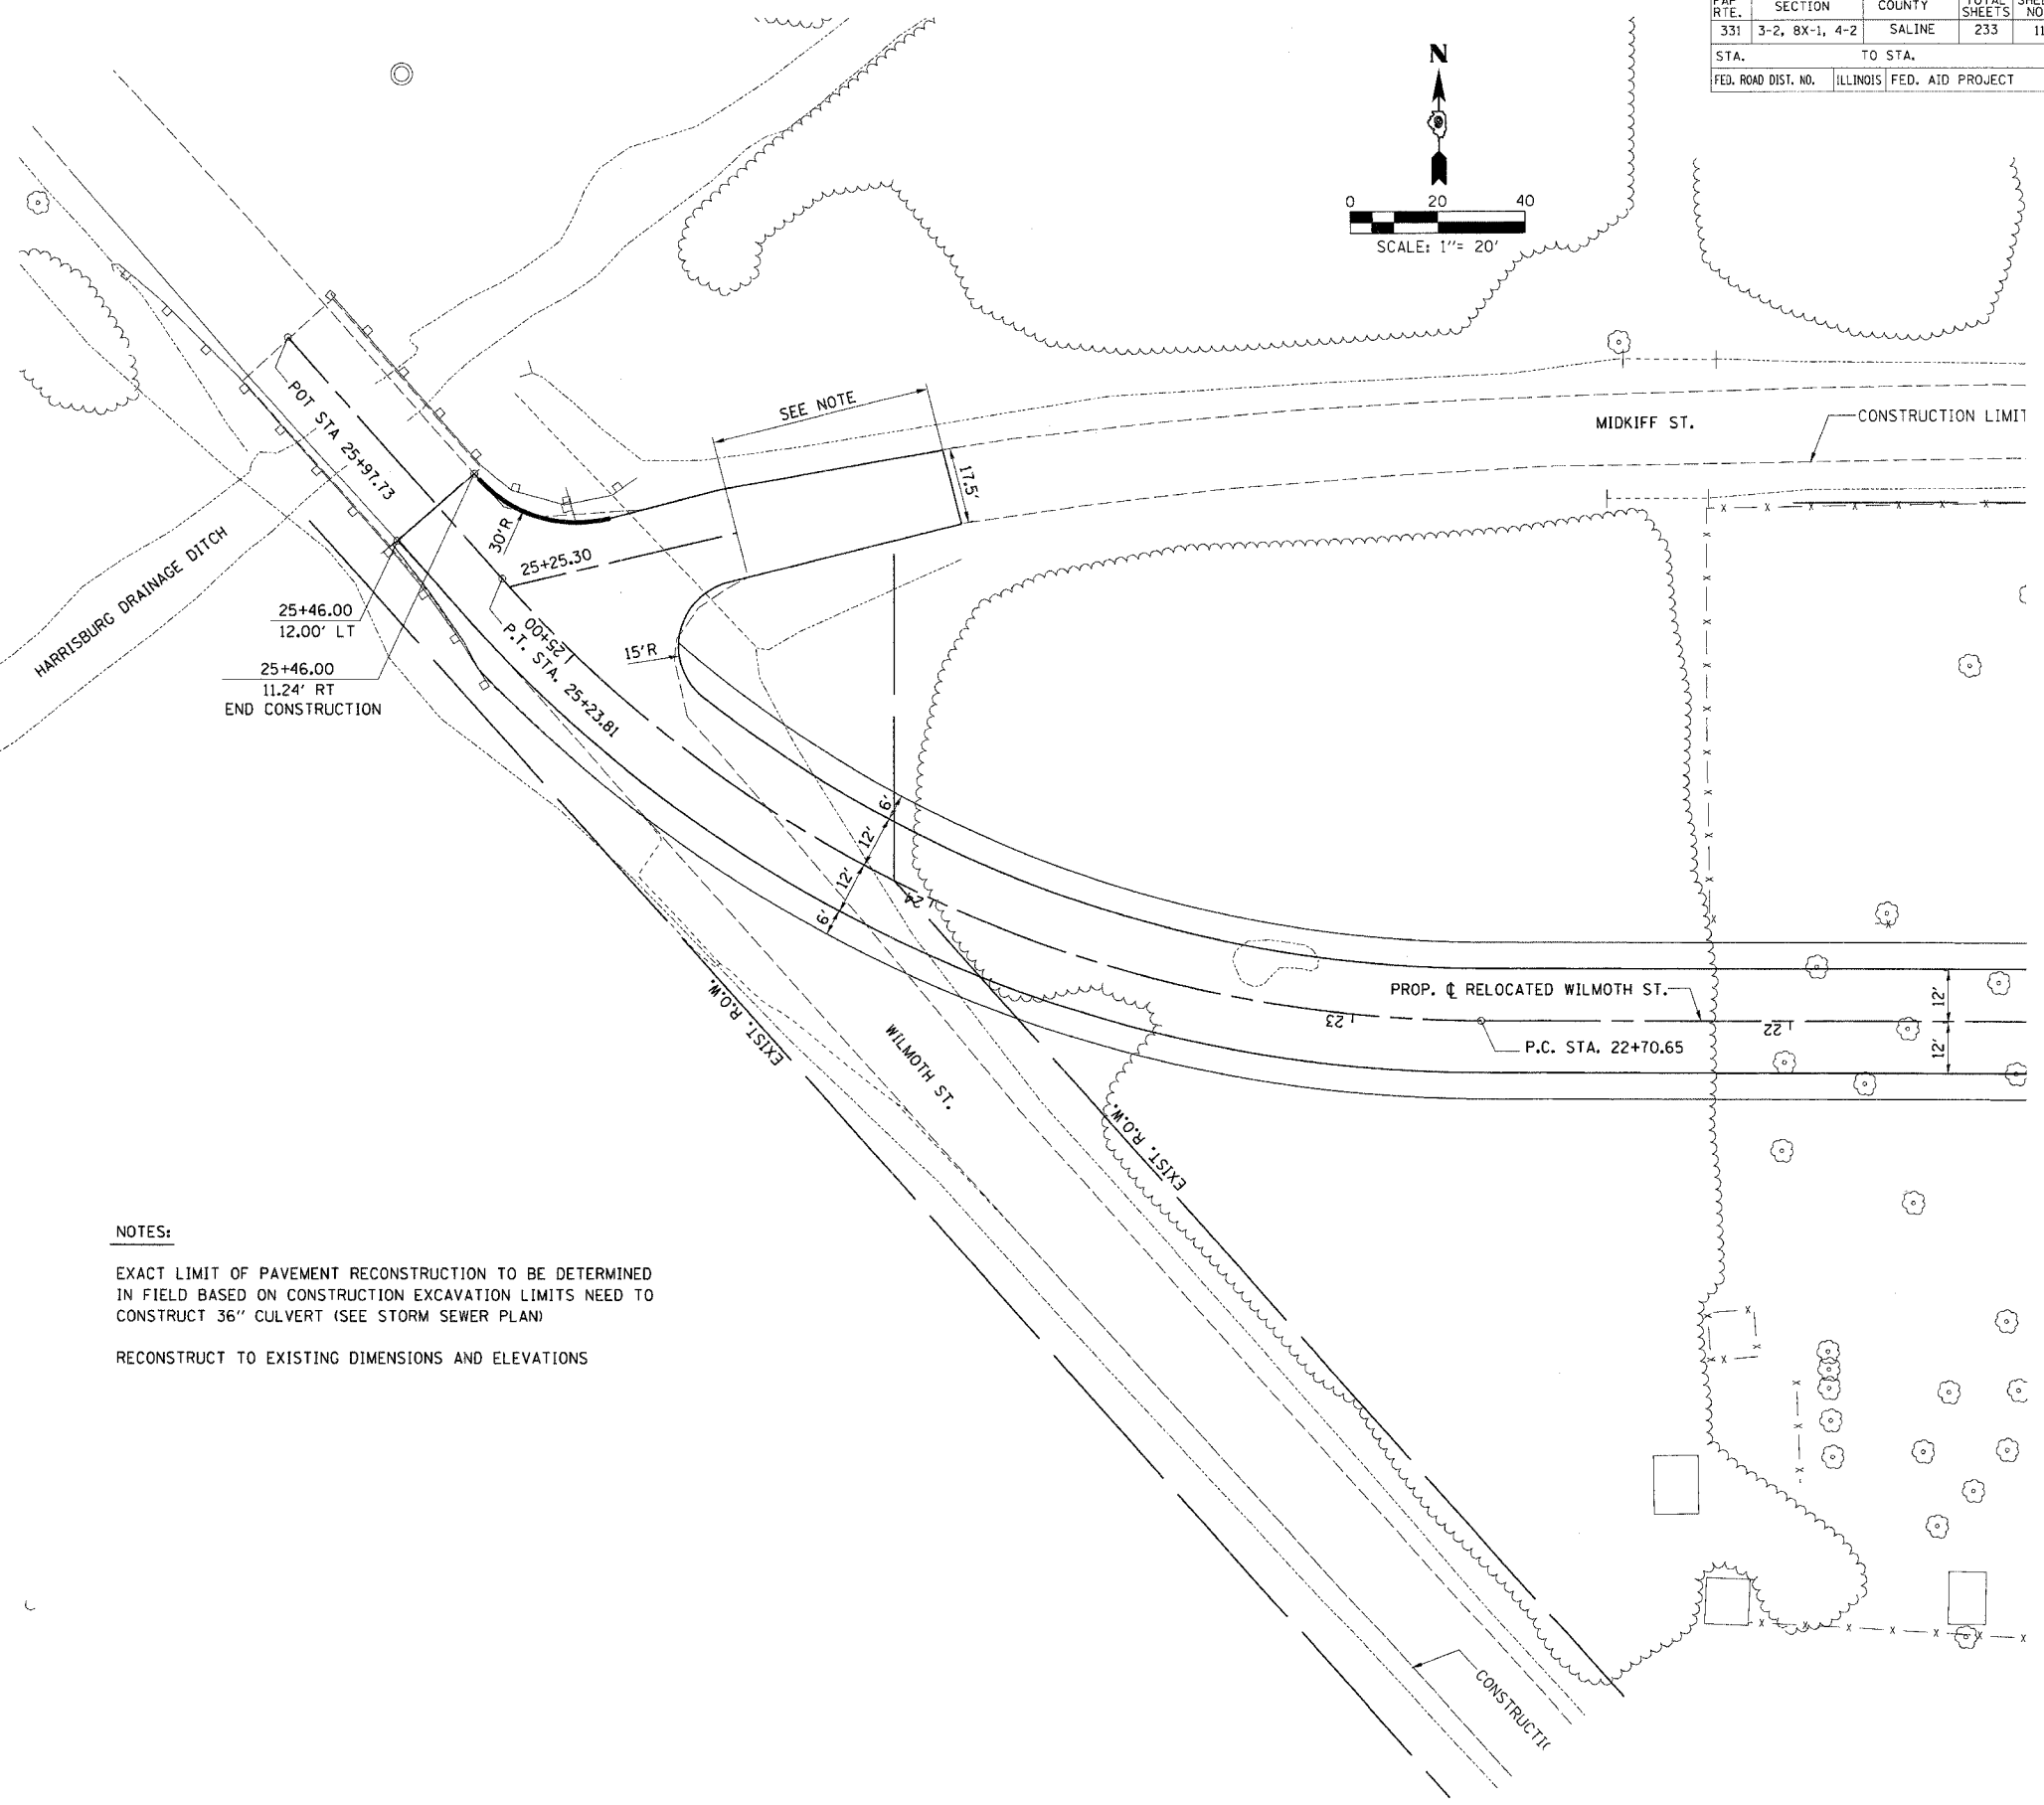 RTE.
SECTION
COUNTY
TOTAL SHEETS
331
3-2, 8X-1, 4-2
SALINE
233
11
STA.
TO STA.
FED. ROAD DIST. NO.
ILLINOIS
FED. AID PROJECT
N
0 20 40
SCALE: 1"= 20'
SEE NOTE
MIDKIFF ST.
CONSTRUCTION LIMIT
17.5'
POT STA 25+97.73
30'R
25+25.30
HARRISBURG DRAINAGE DITCH
25+46.00
12.00' LT
25+00
P.T. STA. 25+23.81
15'R
25+46.00
11.24' RT
END CONSTRUCTION
6'
12'
12'
6'
24
EXIST. R.O.W.
WILMOTH ST.
23
PROP. ℄ RELOCATED WILMOTH ST.
P.C. STA. 22+70.65
22
12'
12'
EXIST. R.O.W.
NOTES:
EXACT LIMIT OF PAVEMENT RECONSTRUCTION TO BE DETERMINED
IN FIELD BASED ON CONSTRUCTION EXCAVATION LIMITS NEED TO
CONSTRUCT 36" CULVERT (SEE STORM SEWER PLAN)
RECONSTRUCT TO EXISTING DIMENSIONS AND ELEVATIONS